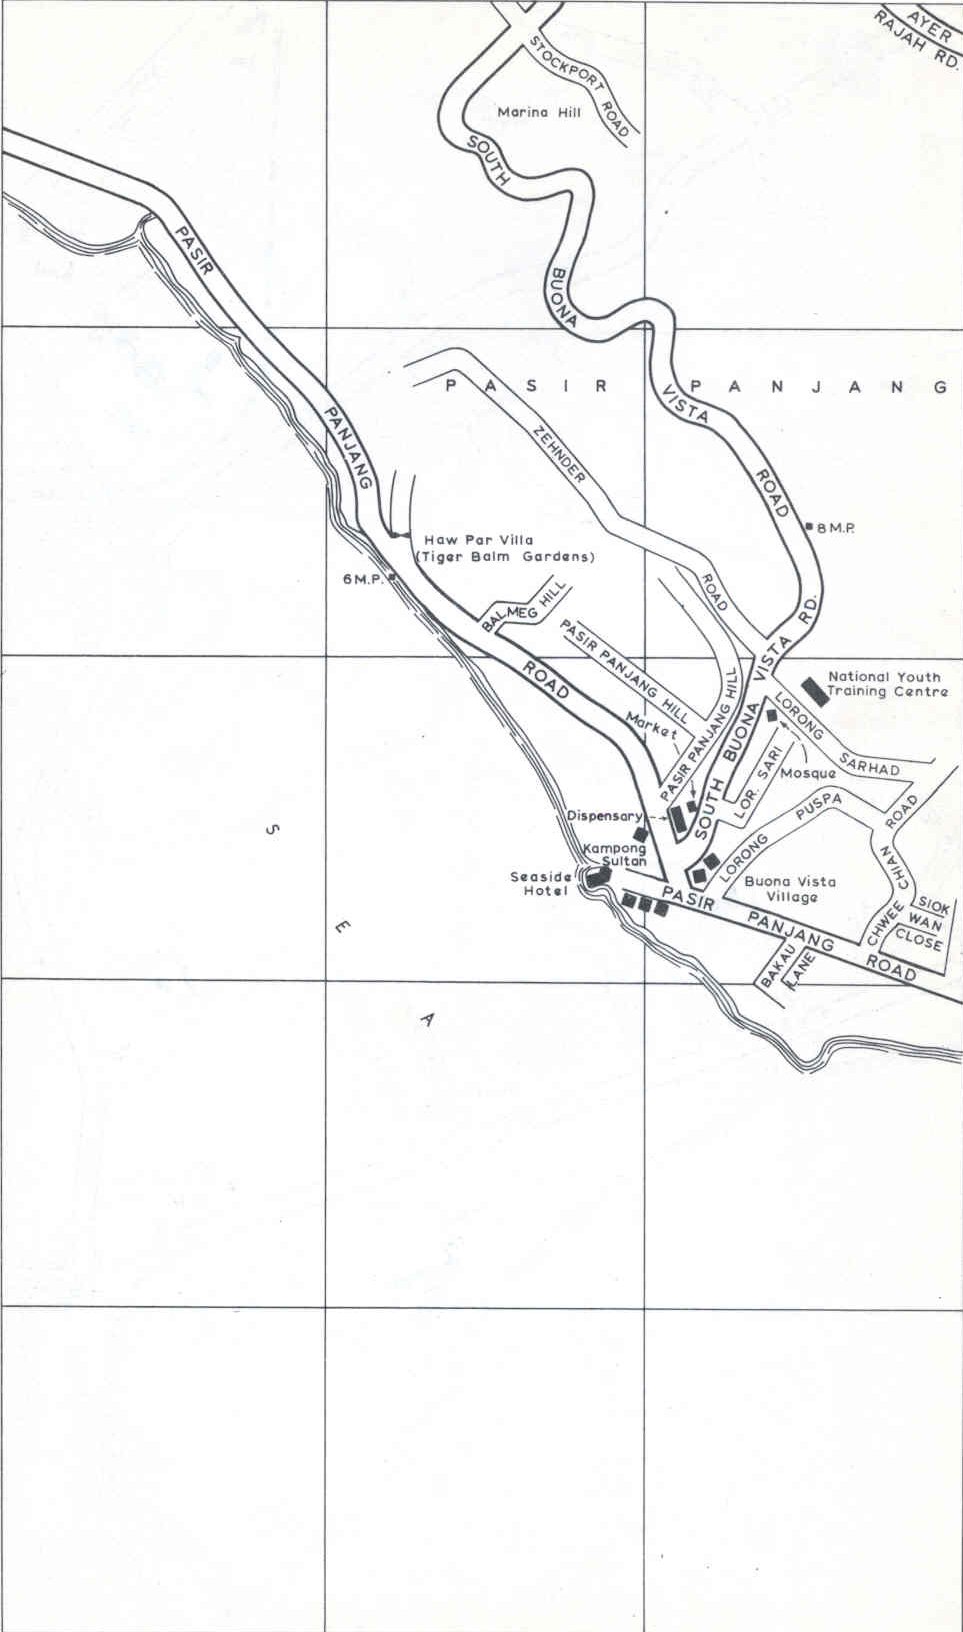 AYER
RAJAH RD.
STOCKPORT ROAD
Marina Hill
SOUTH
BUONA
VISTA
ROAD
PASIR
PANJANG
ROAD
PASIR PANJANG
ZEHNDER
ROAD
8 M.P.
Haw Par Villa
(Tiger Balm Gardens)
6 M.P.
BALMEG HILL
PASIR PANJANG HILL
PASIR PANJANG HILL
SOUTH BUONA VISTA RD.
National Youth
Training Centre
LORONG
SARHAD
Market
Mosque
LOR. SARI
Dispensary
LORONG PUSPA
CHWEE CHIAN ROAD
Kampong
Sultan
Seaside
Hotel
Buona Vista
Village
SIOK
WAN
CLOSE
PASIR PANJANG ROAD
BAKAU
LANE
SEA